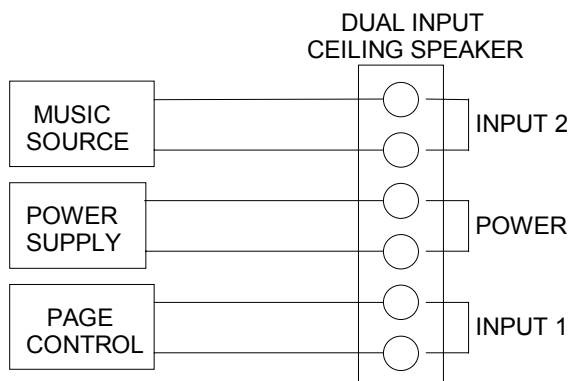 DUAL INPUT
CEILING SPEAKER
MUSIC
SOURCE
INPUT 2
POWER
SUPPLY
POWER
PAGE
CONTROL
INPUT 1